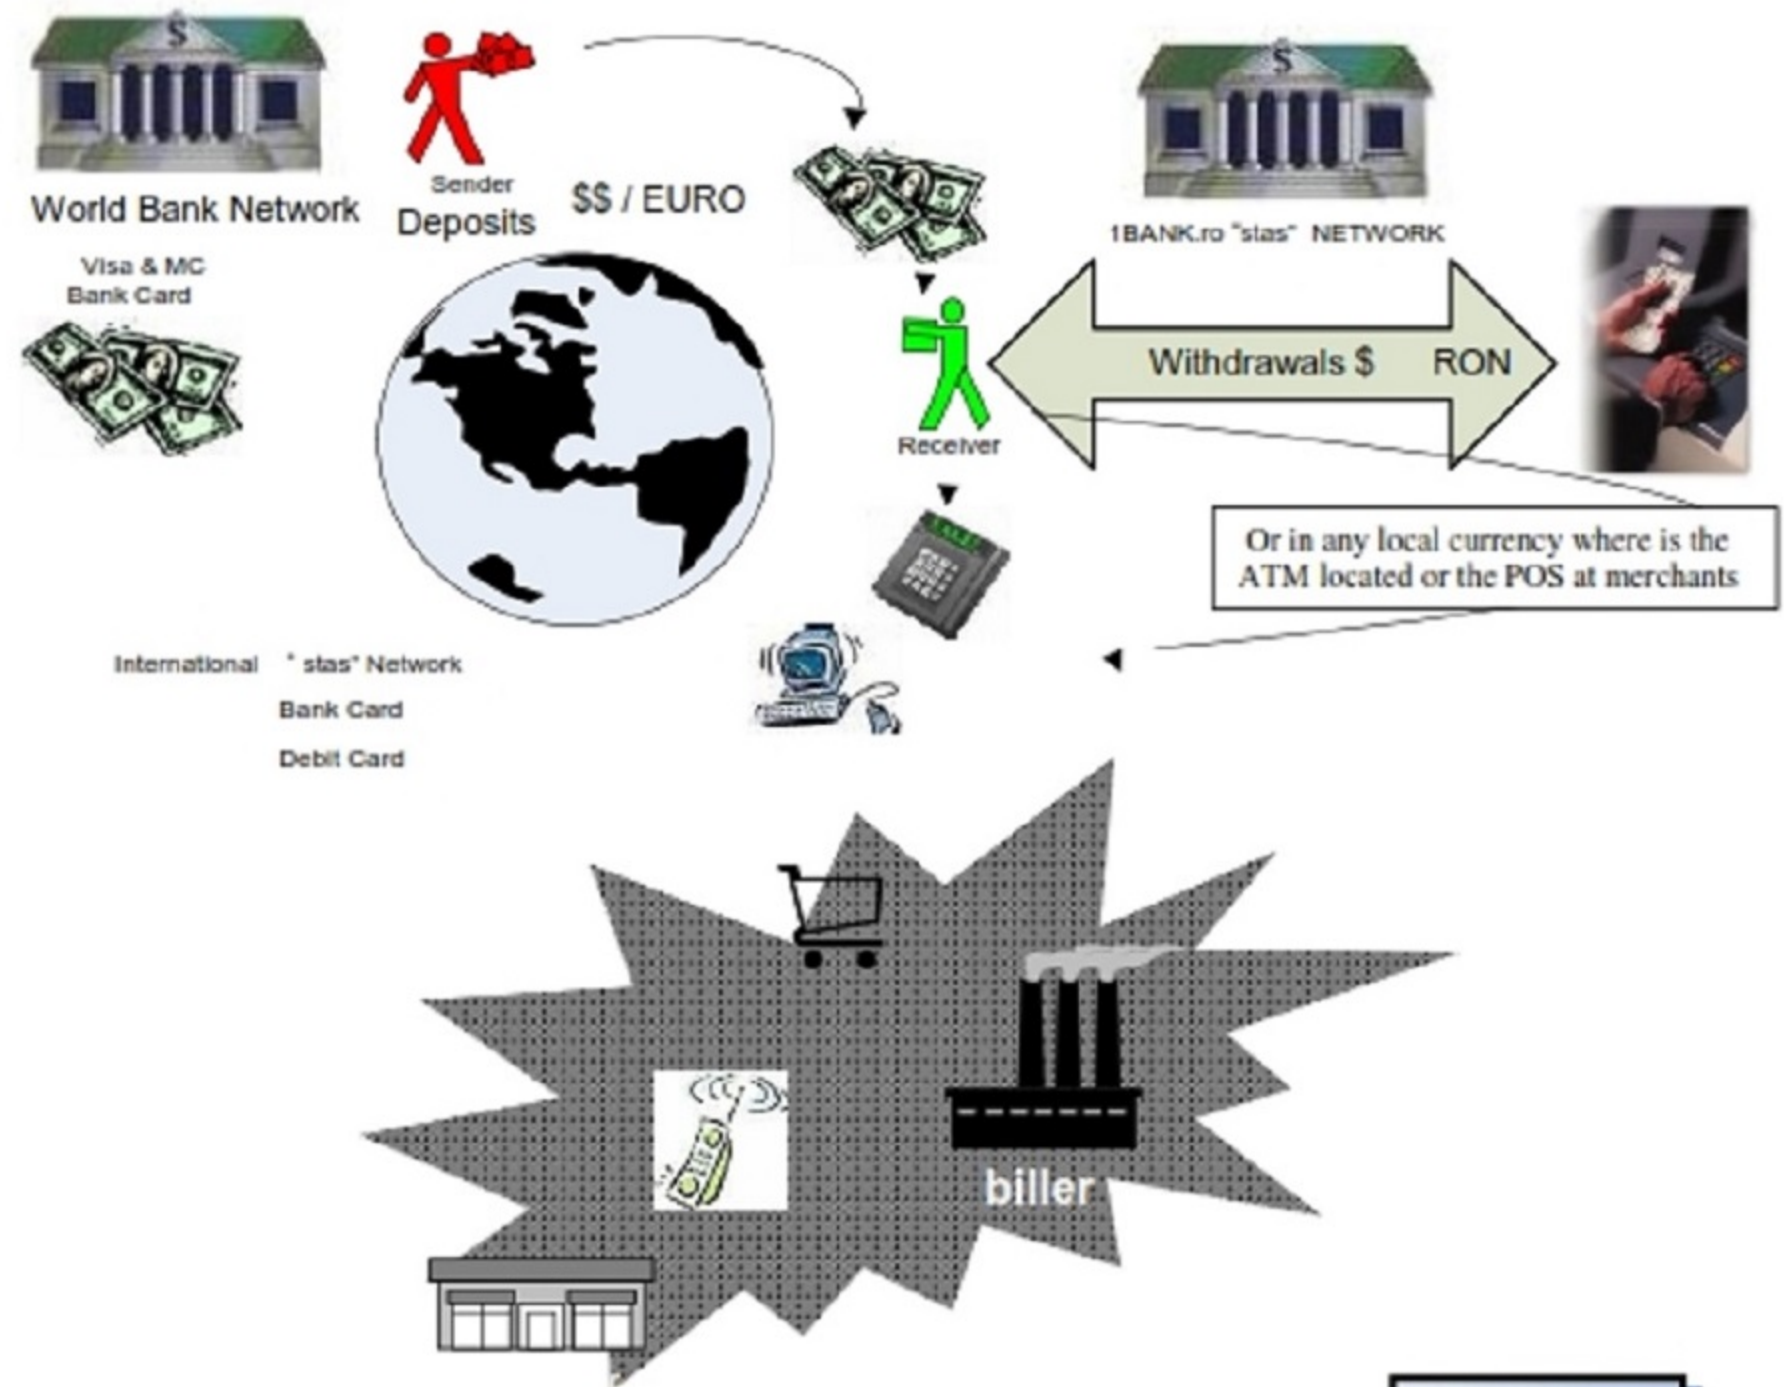 $
$
World Bank Network
Sender
Deposits
$$ / EURO
1BANK.ro "stas" NETWORK
Visa & MC
Bank Card
Withdrawals $ RON
Receiver
Or in any local currency where is the
ATM located or the POS at merchants
International " stas" Network
Bank Card
Debit Card
biller